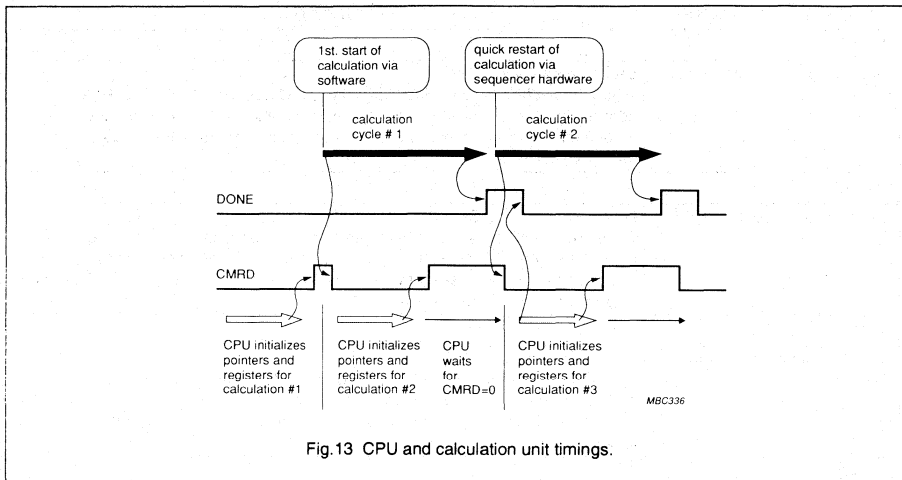 1st. start of
calculation via
software
quick restart of
calculation via
sequencer hardware
calculation
cycle # 1
calculation
cycle # 2
DONE
CMRD
CPU initializes
pointers and
registers for
calculation #1
CPU initializes
pointers and
registers for
calculation #2
CPU
waits
for
CMRD=0
CPU initializes
pointers and
registers for
calculation #3
MBC336
Fig.13 CPU and calculation unit timings.